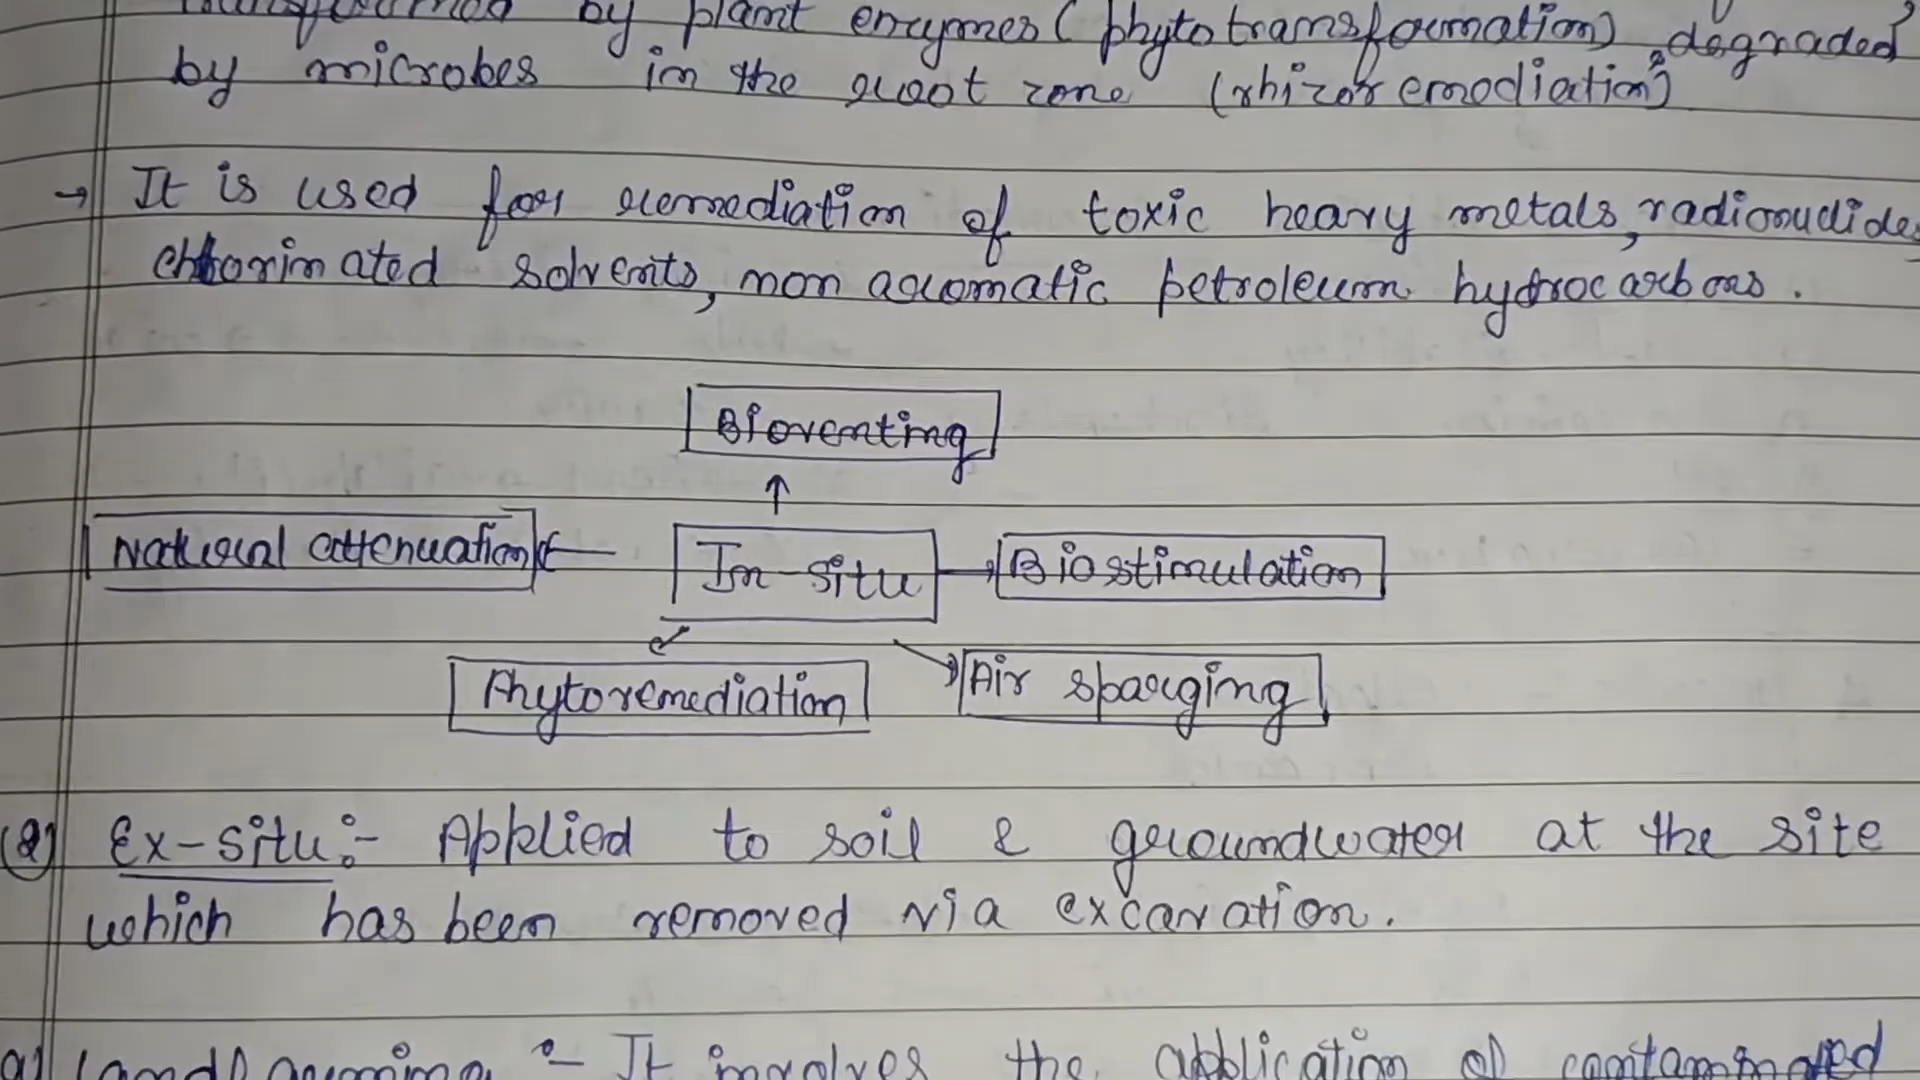 transformed by plant enzymes (phytotransformation), degraded
by microbes in the root zone (rhizoremediation)
→ It is used for remediation of toxic heavy metals, radionuclides
chlorinated solvents, non aromatic petroleum hydrocarbons.
Bioventing
Natural attenuation ← In-situ → Biostimulation
Phytoremediation Air sparging
(2) Ex-situ:- Applied to soil & groundwater at the site
which has been removed via excavation.
a) Landfarming :- It involves the application of contaminated